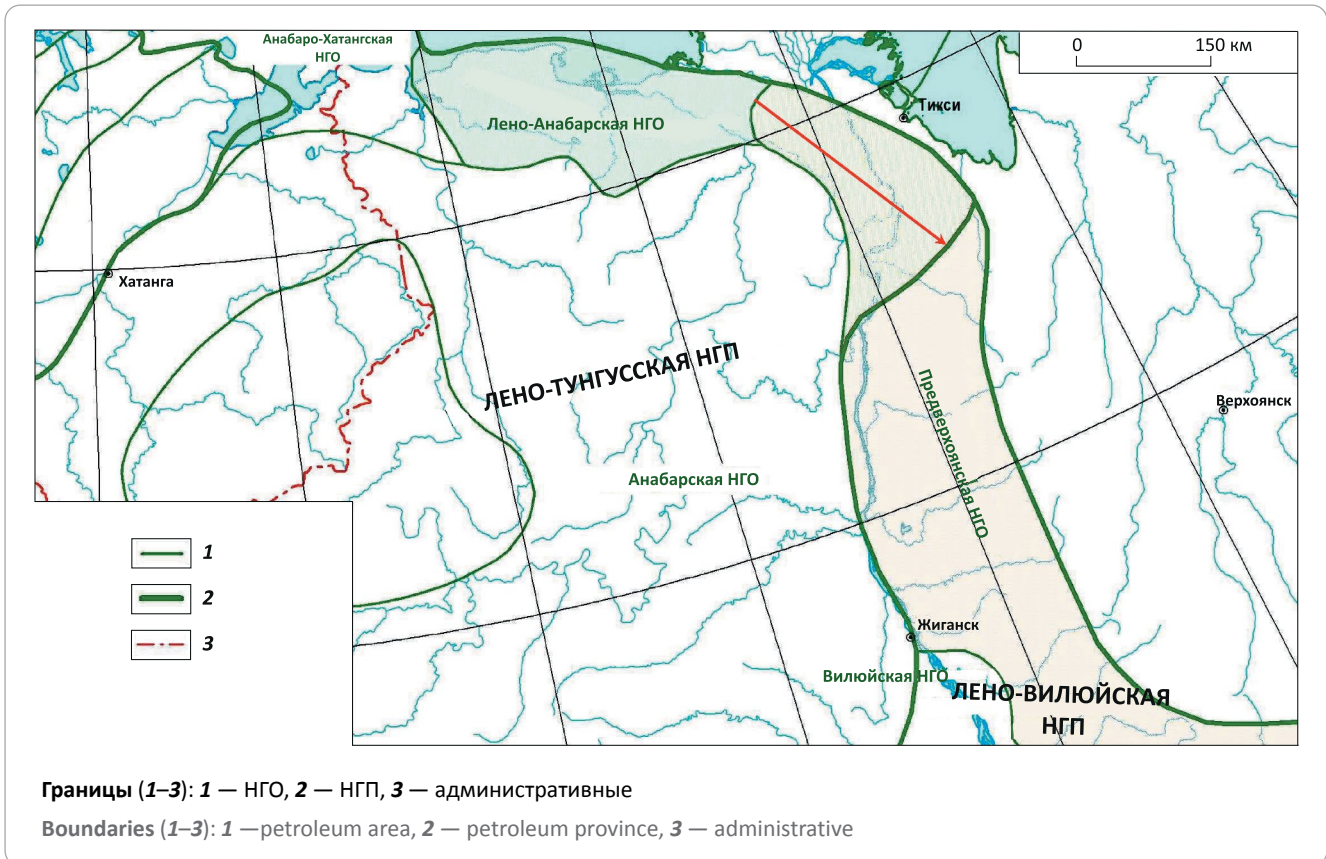 Анабаро-Хатангская
НГО
0 150 км
Тикси
Лено-Анабарская НГО
Хатанга
ЛЕНО-ТУНГУССКАЯ НГП
Предверхоянская НГО
Верхоянск
Анабарская НГО
1
2
3
Жиганск
Вилюйская НГО
ЛЕНО-ВИЛЮЙСКАЯ
НГП
Границы (1–3): 1 — НГО, 2 — НГП, 3 — административные
Boundaries (1–3): 1 —petroleum area, 2 — petroleum province, 3 — administrative